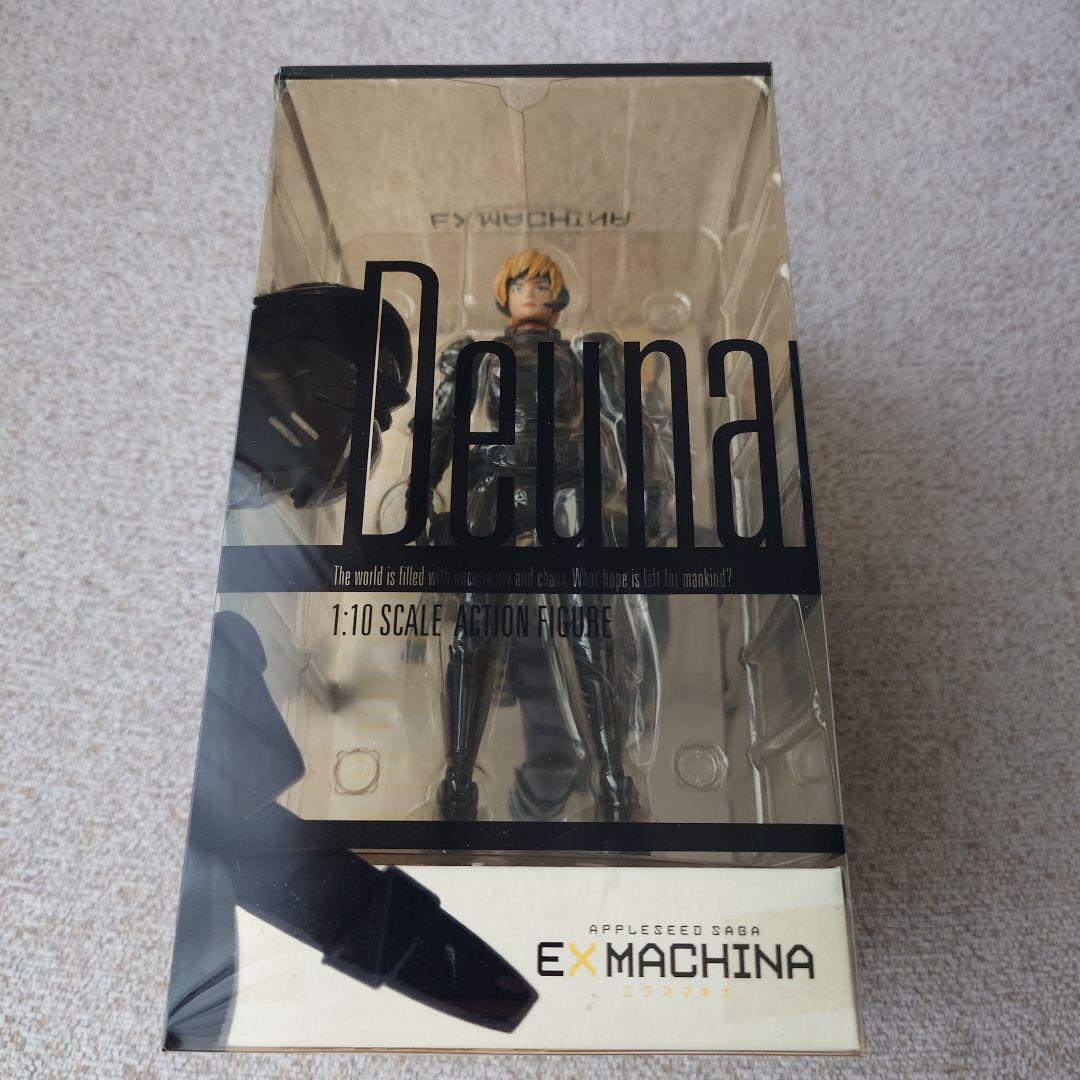 EX MACHINA
Deuna
The world is filled with uncertainty and chaos. What hope is left for mankind?
1:10 SCALE ACTION FIGURE
APPLESEED SAGA
EX MACHINA
エクスマキナ